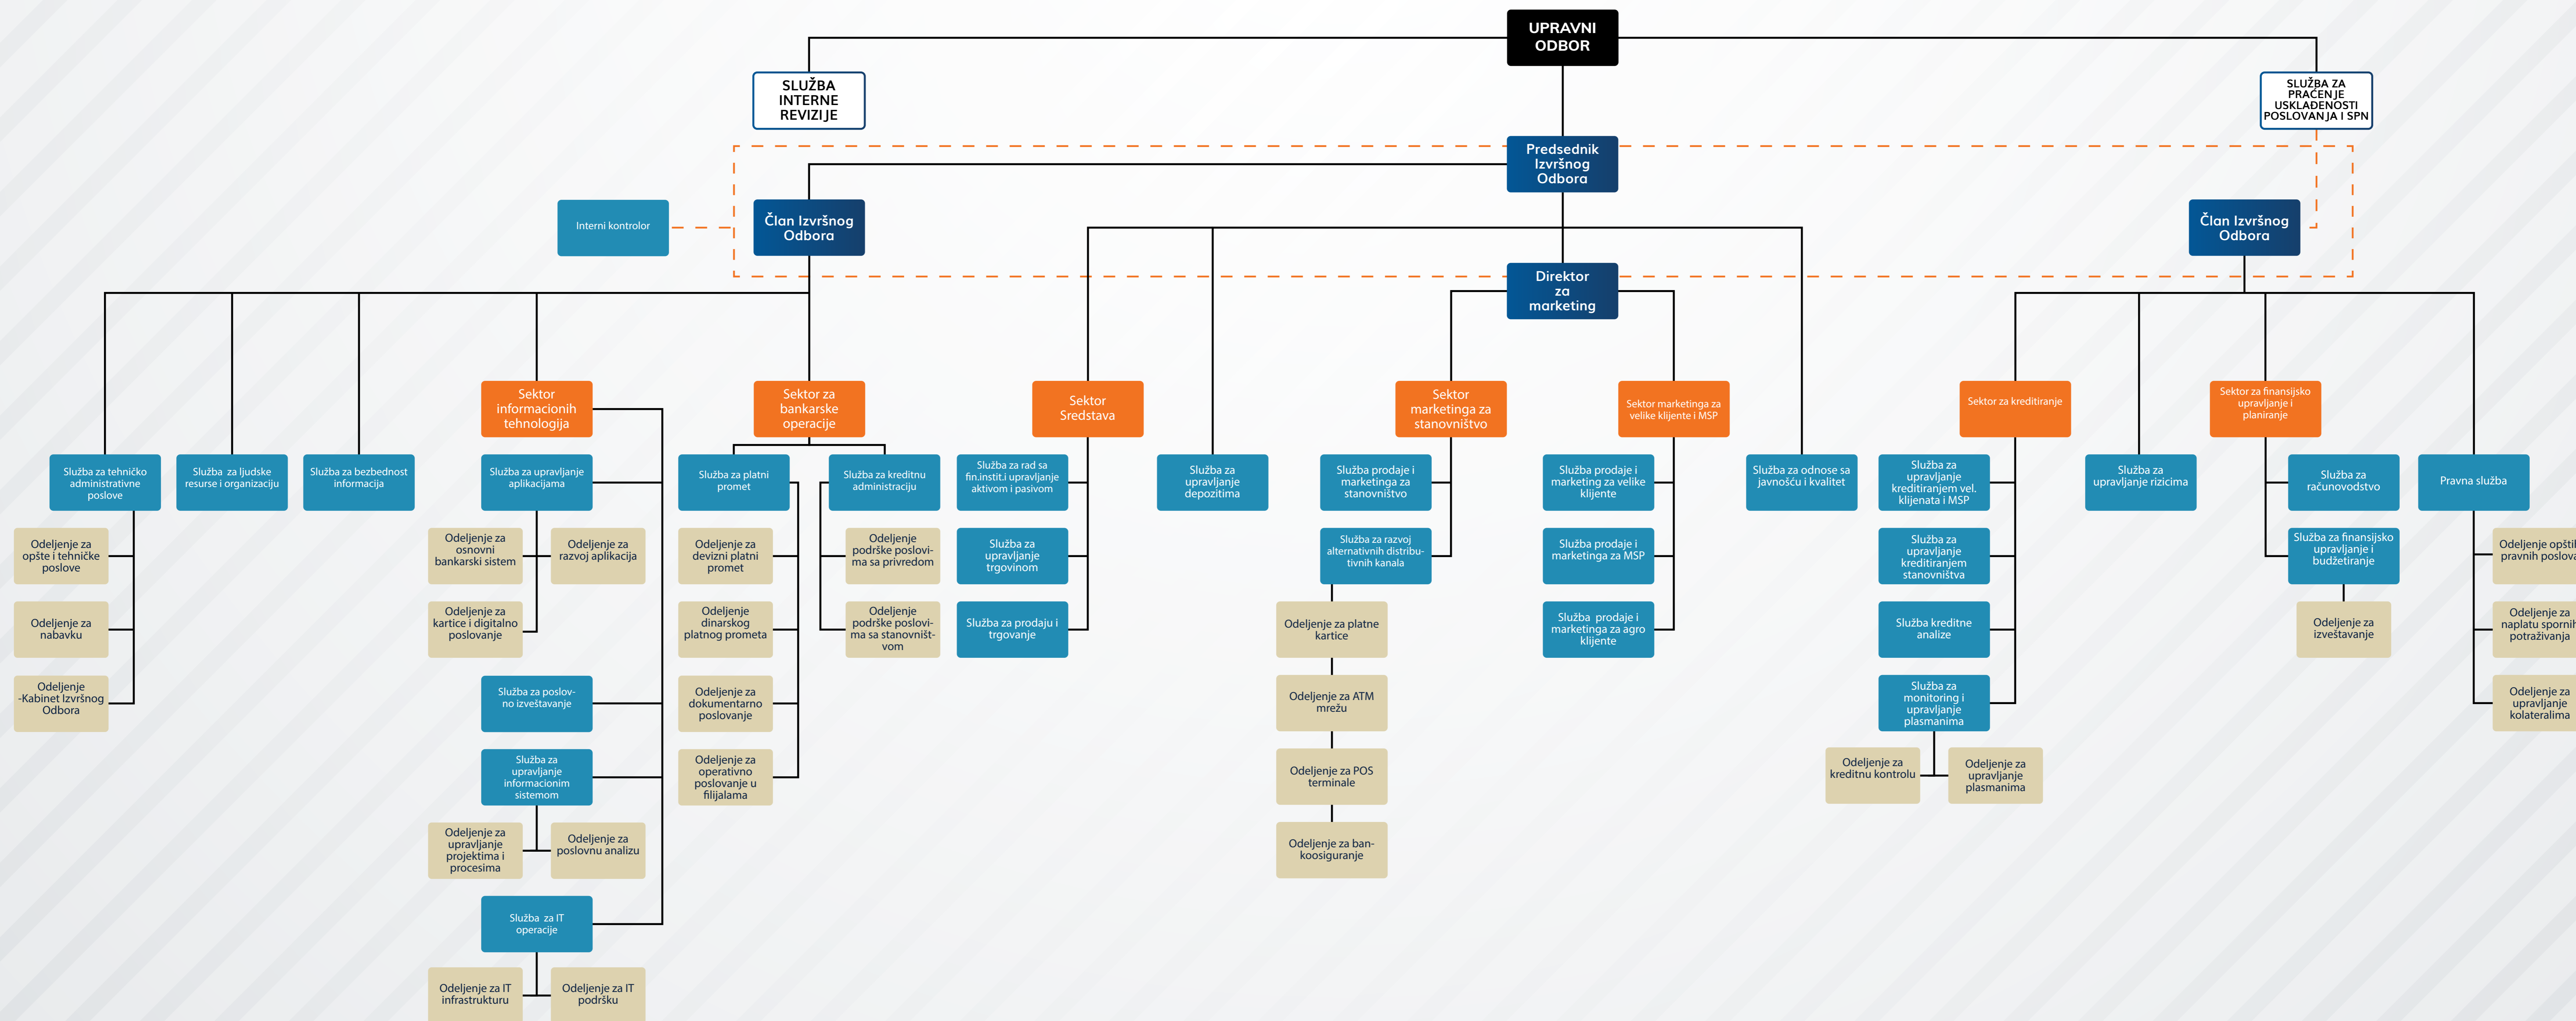 UPRAVNI
ODBOR
SLUŽBA
INTERNE
REVIZIJE
SLUŽBA ZA
PRAĆENJE
USKLAĐENOSTI
POSLOVANJA I SPN
Predsednik
Izvršnog
Odbora
Interni kontrolor
Član Izvršnog
Odbora
Član Izvršnog
Odbora
Direktor
za
marketing
Sektor
informacionih
tehnologija
Sektor za
bankarske
operacije
Sektor
Sredstava
Sektor
marketinga za
stanovništvo
Sektor marketinga za
velike klijente i MSP
Sektor za kreditiranje
Sektor za finansijsko
upravljanje i
planiranje
Služba za tehničko
administrativne
poslove
Služba za ljudske
resurse i organizaciju
Služba za bezbednost
informacija
Služba za upravljanje
aplikacijama
Služba za platni
promet
Služba za kreditnu
administraciju
Služba za rad sa
fin.instit.i upravljanje
aktivom i pasivom
Služba za
upravljanje
depozitima
Služba prodaje i
marketinga za
stanovništvo
Služba prodaje i
marketing za velike
klijente
Služba za odnose sa
javnošću i kvalitet
Služba za
upravljanje
kreditiranjem vel.
klijenata i MSP
Služba za
upravljanje rizicima
Služba za
računovodstvo
Pravna služba
Odeljenje za
opšte i tehničke
poslove
Odeljenje za
osnovni
bankarski sistem
Odeljenje za
razvoj aplikacija
Odeljenje za
devizni platni
promet
Odeljenje
podrške poslovi-
ma sa privredom
Služba za
upravljanje
trgovinom
Služba za razvoj
alternativnih distribu-
tivnih kanala
Služba prodaje i
marketinga za MSP
Služba za
upravljanje
kreditiranjem
stanovništva
Služba za finansijsko
upravljanje i
budžetiranje
Odeljenje
pravnih
Odeljenje za
nabavku
Odeljenje za
kartice i digitalno
poslovanje
Odeljenje
dinarskog
platnog prometa
Odeljenje
podrške poslovi-
ma sa stanovništ-
vom
Služba za prodaju i
trgovanje
Odeljenje za platne
kartice
Služba prodaje i
marketinga za agro
klijente
Služba kreditne
analize
Odeljenje za
izveštavanje
Odeljenje za
naplatu spornih
potraživanja
Odeljenje
-Kabinet Izvršnog
Odbora
Služba za poslov-
no izveštavanje
Odeljenje za
dokumentarno
poslovanje
Odeljenje za ATM
mrežu
Služba za
monitoring i
upravljanje
plasmanima
Odeljenje za
upravljanje
kolateralima
Služba za
upravljanje
informacionim
sistemom
Odeljenje za
operativno
poslovanje u
filijalama
Odeljenje za POS
terminale
Odeljenje za
kreditnu kontrolu
Odeljenje za
upravljanje
plasmanima
Odeljenje za
upravljanje
projektima i
procesima
Odeljenje za
poslovnu analizu
Odeljenje za ban-
koosiguranje
Služba za IT
operacije
Odeljenje za IT
infrastrukturu
Odeljenje za IT
podršku